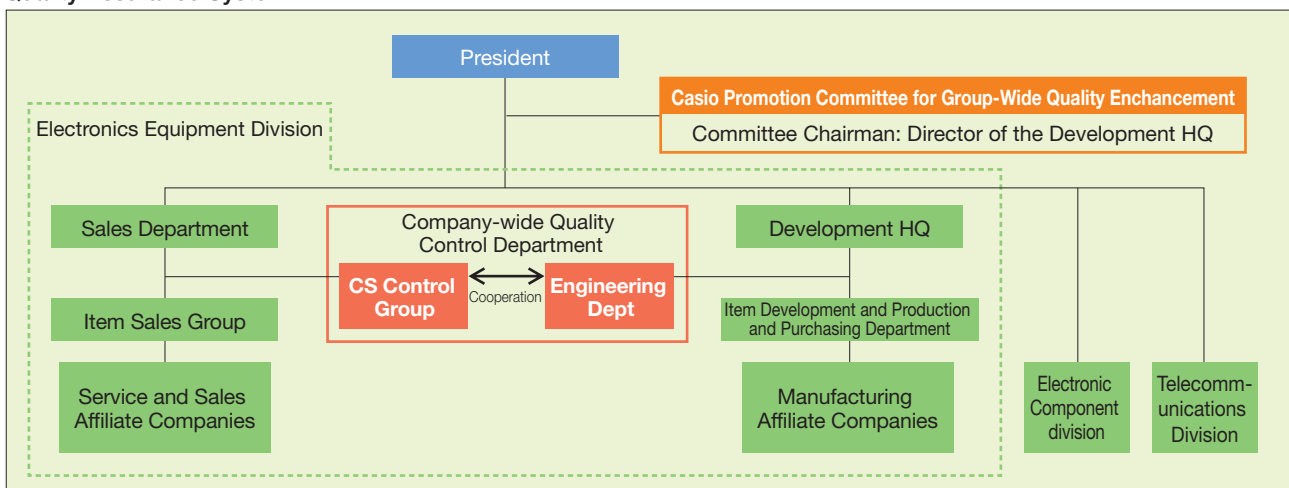 President
Casio Promotion Committee for Group-Wide Quality Enchancement
Committee Chairman: Director of the Development HQ
Electronics Equipment Division
Sales Department
Company-wide Quality
Control Department
Development HQ
CS Control
Group
Cooperation
Engineering
Dept
Item Sales Group
Item Development and Production
and Purchasing Department
Service and Sales
Affiliate Companies
Manufacturing
Affiliate Companies
Electronic
Component
division
Telecomm-
unications
Division